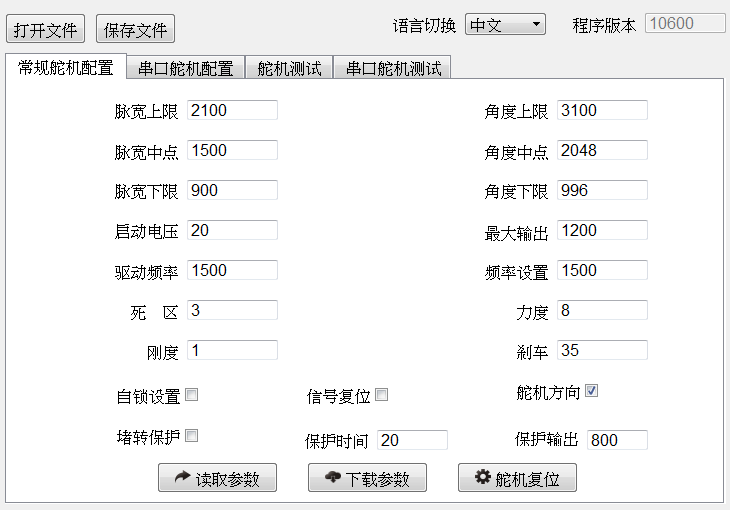 打开文件 保存文件 语言切换 中文 程序版本 10600
常规舵机配置 串口舵机配置 舵机测试 串口舵机测试
脉宽上限 2100 角度上限 3100
脉宽中点 1500 角度中点 2048
脉宽下限 900 角度下限 996
启动电压 20 最大输出 1200
驱动频率 1500 频率设置 1500
死 区 3 力度 8
刚度 1 刹车 35
自锁设置 信号复位 舵机方向
堵转保护 保护时间 20 保护输出 800
读取参数 下载参数 舵机复位